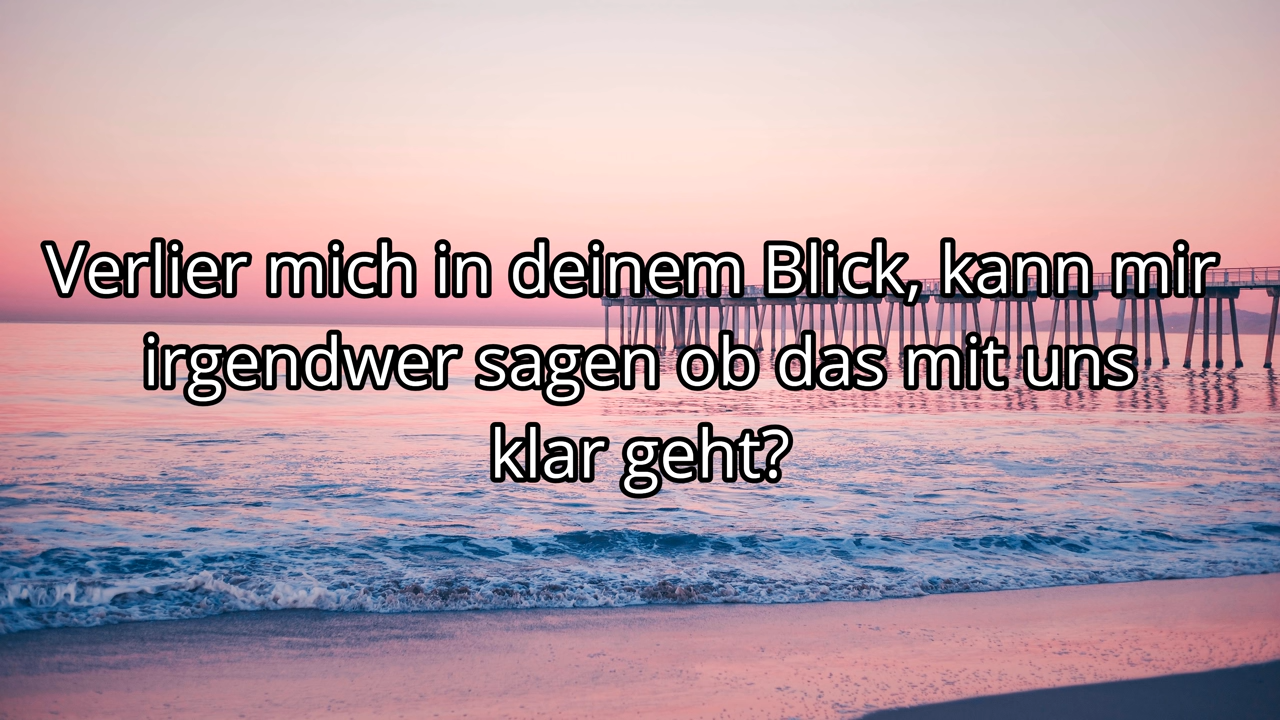 Verlier mich in deinem Blick, kann mir
irgendwer sagen ob das mit uns
klar geht?